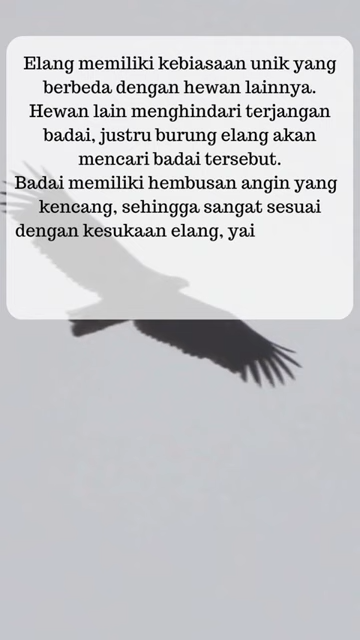 Elang memiliki kebiasaan unik yang
berbeda dengan hewan lainnya.
Hewan lain menghindari terjangan
badai, justru burung elang akan
mencari badai tersebut.
Badai memiliki hembusan angin yang
kencang, sehingga sangat sesuai
dengan kesukaan elang, yai